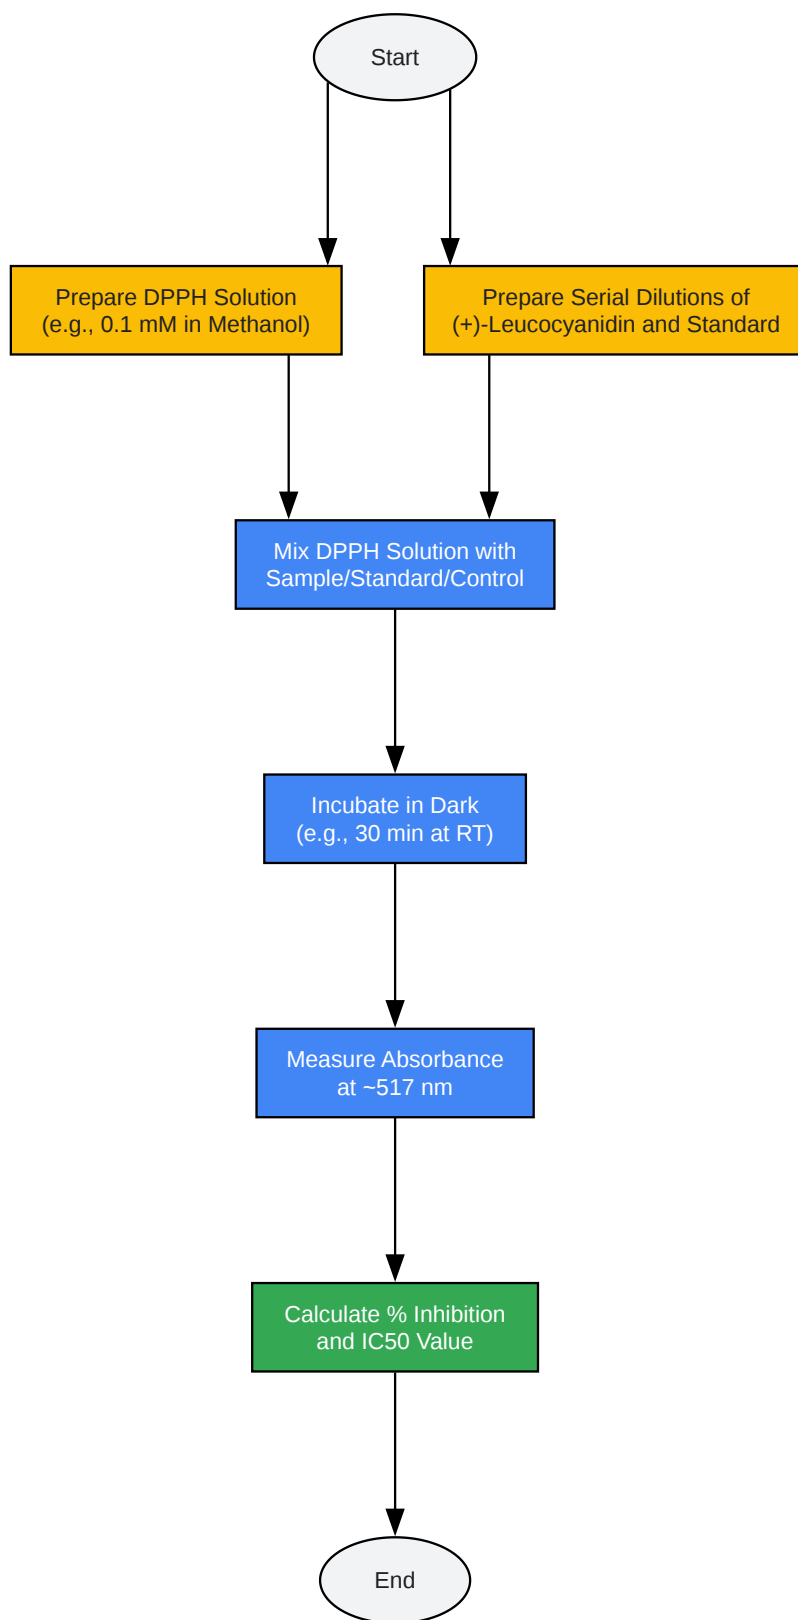 Start
Prepare DPPH Solution
(e.g., 0.1 mM in Methanol)
Prepare Serial Dilutions of
(+)-Leucocyanidin and Standard
Mix DPPH Solution with
Sample/Standard/Control
Incubate in Dark
(e.g., 30 min at RT)
Measure Absorbance
at ~517 nm
Calculate % Inhibition
and IC50 Value
End